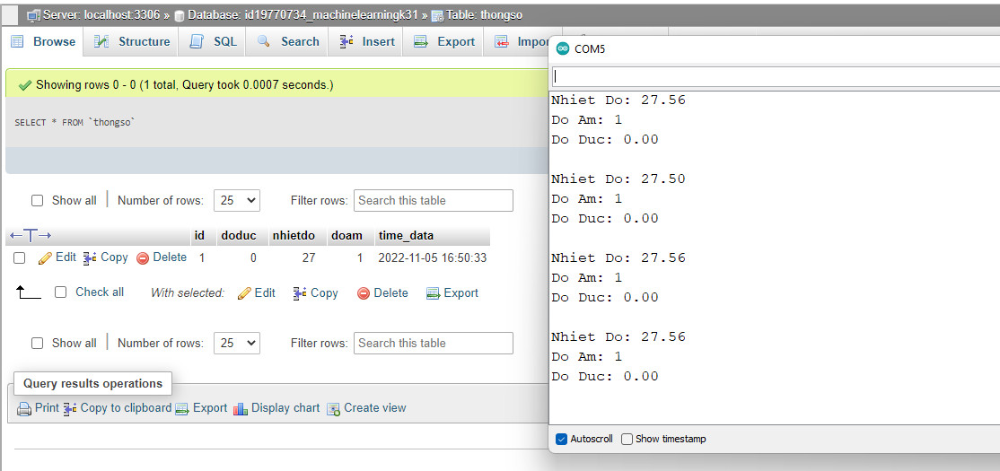 Server: localhost:3306 » Database: id19770734_machinelearningk31 » Table: thongso
Browse Structure SQL Search Insert Export Impor
Showing rows 0 - 0 (1 total, Query took 0.0007 seconds.)
SELECT * FROM `thongso`
Show all Number of rows: 25 Filter rows: Search this table
id doduc nhietdo doam time_data
Edit Copy Delete 1 0 27 1 2022-11-05 16:50:33
Check all With selected: Edit Copy Delete Export
Show all Number of rows: 25 Filter rows: Search this table
Query results operations
Print Copy to clipboard Export Display chart Create view
COM5
Nhiet Do: 27.56
Do Am: 1
Do Duc: 0.00
Nhiet Do: 27.50
Do Am: 1
Do Duc: 0.00
Nhiet Do: 27.56
Do Am: 1
Do Duc: 0.00
Nhiet Do: 27.56
Do Am: 1
Do Duc: 0.00
Autoscroll Show timestamp